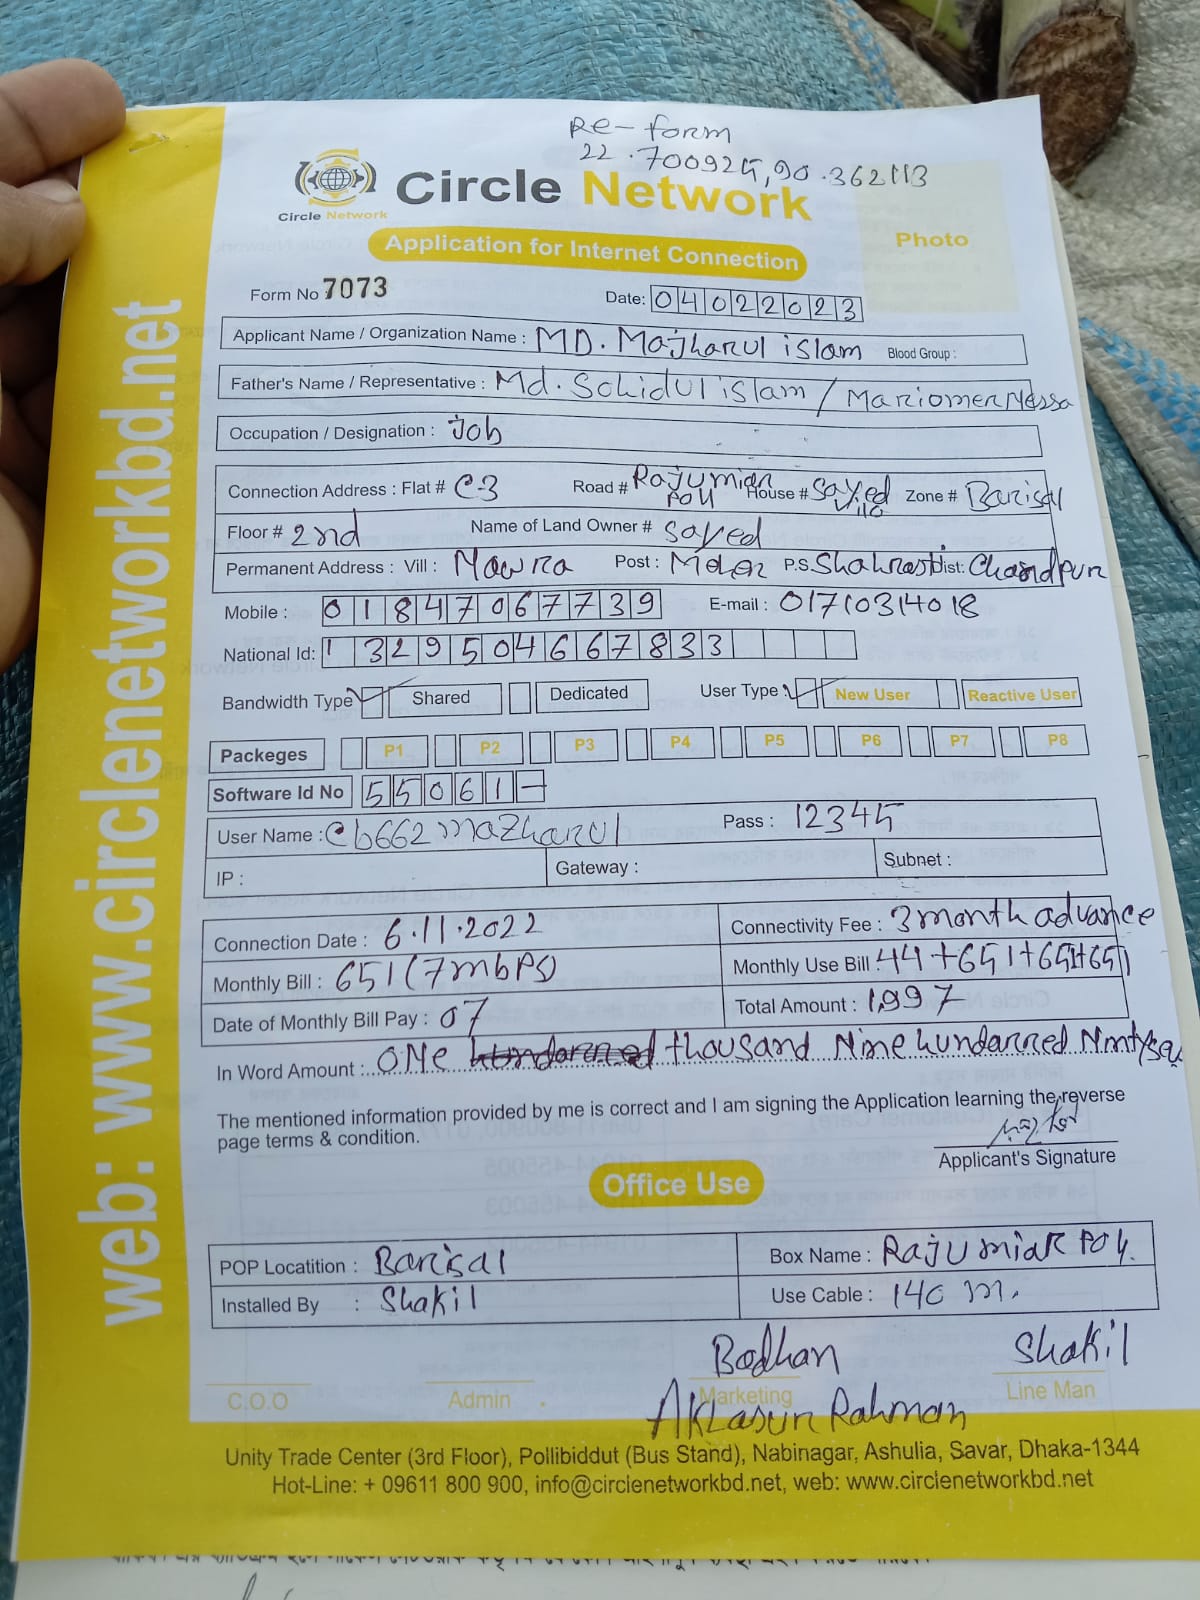 Re-form
22.700925,90.362113
Circle Network
Circle Network
Photo
Application for Internet Connection
Form No 7073
Date: 04022023
Applicant Name / Organization Name : MD. Majharul islam Blood Group :
Father's Name / Representative : Md. Sohidul islam / MariomerNessa
Occupation / Designation : Job
Connection Address : Flat # C-3 Road # Rajumian Poll House # Sayed Villa Zone # Barisal
Floor # 2nd Name of Land Owner # Sayed
Permanent Address : Vill : Nawra Post : Meher P.S. Shahrasti Dist: Chandpur
Mobile : 01847067739 E-mail : 01710314018
National Id: 1329504667833
Bandwidth Type Shared Dedicated User Type : New User Reactive User
Packeges P1 P2 P3 P4 P5 P6 P7 P8
Software Id No 55061-
User Name : Cb662mazharul Pass : 12345
IP : Gateway : Subnet :
Connection Date : 6.11.2022 Connectivity Fee : 3 month advance
Monthly Bill : 651 (7mbPS) Monthly Use Bill : 44+651+651+651
Date of Monthly Bill Pay : 07 Total Amount : 1997
In Word Amount : ONe thousand Nine hundarred
The mentioned information provided by me is correct and I am signing the Application learning the reverse
page terms & condition.
Applicant's Signature
Office Use
POP Locatition : Barisal Box Name : Rajumiar Poll
Installed By : Shakil Use Cable : 140 m.
Bodhan Shakil
C.O.O Admin Marketing Line Man
AKLasur Rahman
Unity Trade Center (3rd Floor), Pollibiddut (Bus Stand), Nabinagar, Ashulia, Savar, Dhaka-1344
Hot-Line: + 09611 800 900, info@circlenetworkbd.net, web: www.circlenetworkbd.net
web: www.circlenetworkbd.net